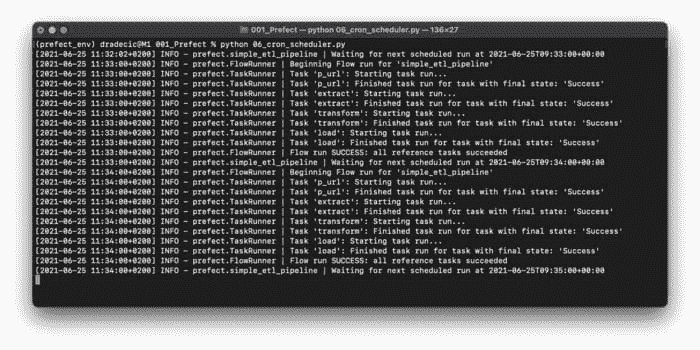 001_Prefect — python 06_cron_scheduler.py — 136×27
(prefect_env) dradecic@M1 001_Prefect % python 06_cron_scheduler.py
[2021-06-25 11:32:02+0200] INFO - prefect.simple_etl_pipeline | Waiting for next scheduled run at 2021-06-25T09:33:00+00:00
[2021-06-25 11:33:00+0200] INFO - prefect.FlowRunner | Beginning Flow run for 'simple_etl_pipeline'
[2021-06-25 11:33:00+0200] INFO - prefect.TaskRunner | Task 'p_url': Starting task run...
[2021-06-25 11:33:00+0200] INFO - prefect.TaskRunner | Task 'p_url': Finished task run for task with final state: 'Success'
[2021-06-25 11:33:00+0200] INFO - prefect.TaskRunner | Task 'extract': Starting task run...
[2021-06-25 11:33:00+0200] INFO - prefect.TaskRunner | Task 'extract': Finished task run for task with final state: 'Success'
[2021-06-25 11:33:00+0200] INFO - prefect.TaskRunner | Task 'transform': Starting task run...
[2021-06-25 11:33:00+0200] INFO - prefect.TaskRunner | Task 'transform': Finished task run for task with final state: 'Success'
[2021-06-25 11:33:00+0200] INFO - prefect.TaskRunner | Task 'load': Starting task run...
[2021-06-25 11:33:00+0200] INFO - prefect.TaskRunner | Task 'load': Finished task run for task with final state: 'Success'
[2021-06-25 11:33:00+0200] INFO - prefect.FlowRunner | Flow run SUCCESS: all reference tasks succeeded
[2021-06-25 11:33:00+0200] INFO - prefect.simple_etl_pipeline | Waiting for next scheduled run at 2021-06-25T09:34:00+00:00
[2021-06-25 11:34:00+0200] INFO - prefect.FlowRunner | Beginning Flow run for 'simple_etl_pipeline'
[2021-06-25 11:34:00+0200] INFO - prefect.TaskRunner | Task 'p_url': Starting task run...
[2021-06-25 11:34:00+0200] INFO - prefect.TaskRunner | Task 'p_url': Finished task run for task with final state: 'Success'
[2021-06-25 11:34:00+0200] INFO - prefect.TaskRunner | Task 'extract': Starting task run...
[2021-06-25 11:34:00+0200] INFO - prefect.TaskRunner | Task 'extract': Finished task run for task with final state: 'Success'
[2021-06-25 11:34:00+0200] INFO - prefect.TaskRunner | Task 'transform': Starting task run...
[2021-06-25 11:34:00+0200] INFO - prefect.TaskRunner | Task 'transform': Finished task run for task with final state: 'Success'
[2021-06-25 11:34:00+0200] INFO - prefect.TaskRunner | Task 'load': Starting task run...
[2021-06-25 11:34:00+0200] INFO - prefect.TaskRunner | Task 'load': Finished task run for task with final state: 'Success'
[2021-06-25 11:34:00+0200] INFO - prefect.FlowRunner | Flow run SUCCESS: all reference tasks succeeded
[2021-06-25 11:34:00+0200] INFO - prefect.simple_etl_pipeline | Waiting for next scheduled run at 2021-06-25T09:35:00+00:00